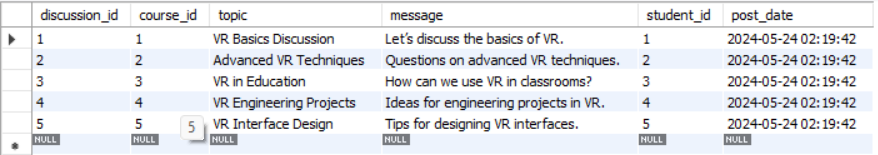 discussion_id course_id topic message student_id post_date
1 1 VR Basics Discussion Let's discuss the basics of VR. 1 2024-05-24 02:19:42
2 2 Advanced VR Techniques Questions on advanced VR techniques. 2 2024-05-24 02:19:42
3 3 VR in Education How can we use VR in classrooms? 3 2024-05-24 02:19:42
4 4 VR Engineering Projects Ideas for engineering projects in VR. 4 2024-05-24 02:19:42
5 5 5 VR Interface Design Tips for designing VR interfaces. 5 2024-05-24 02:19:42
NULL NULL NULL NULL NULL NULL